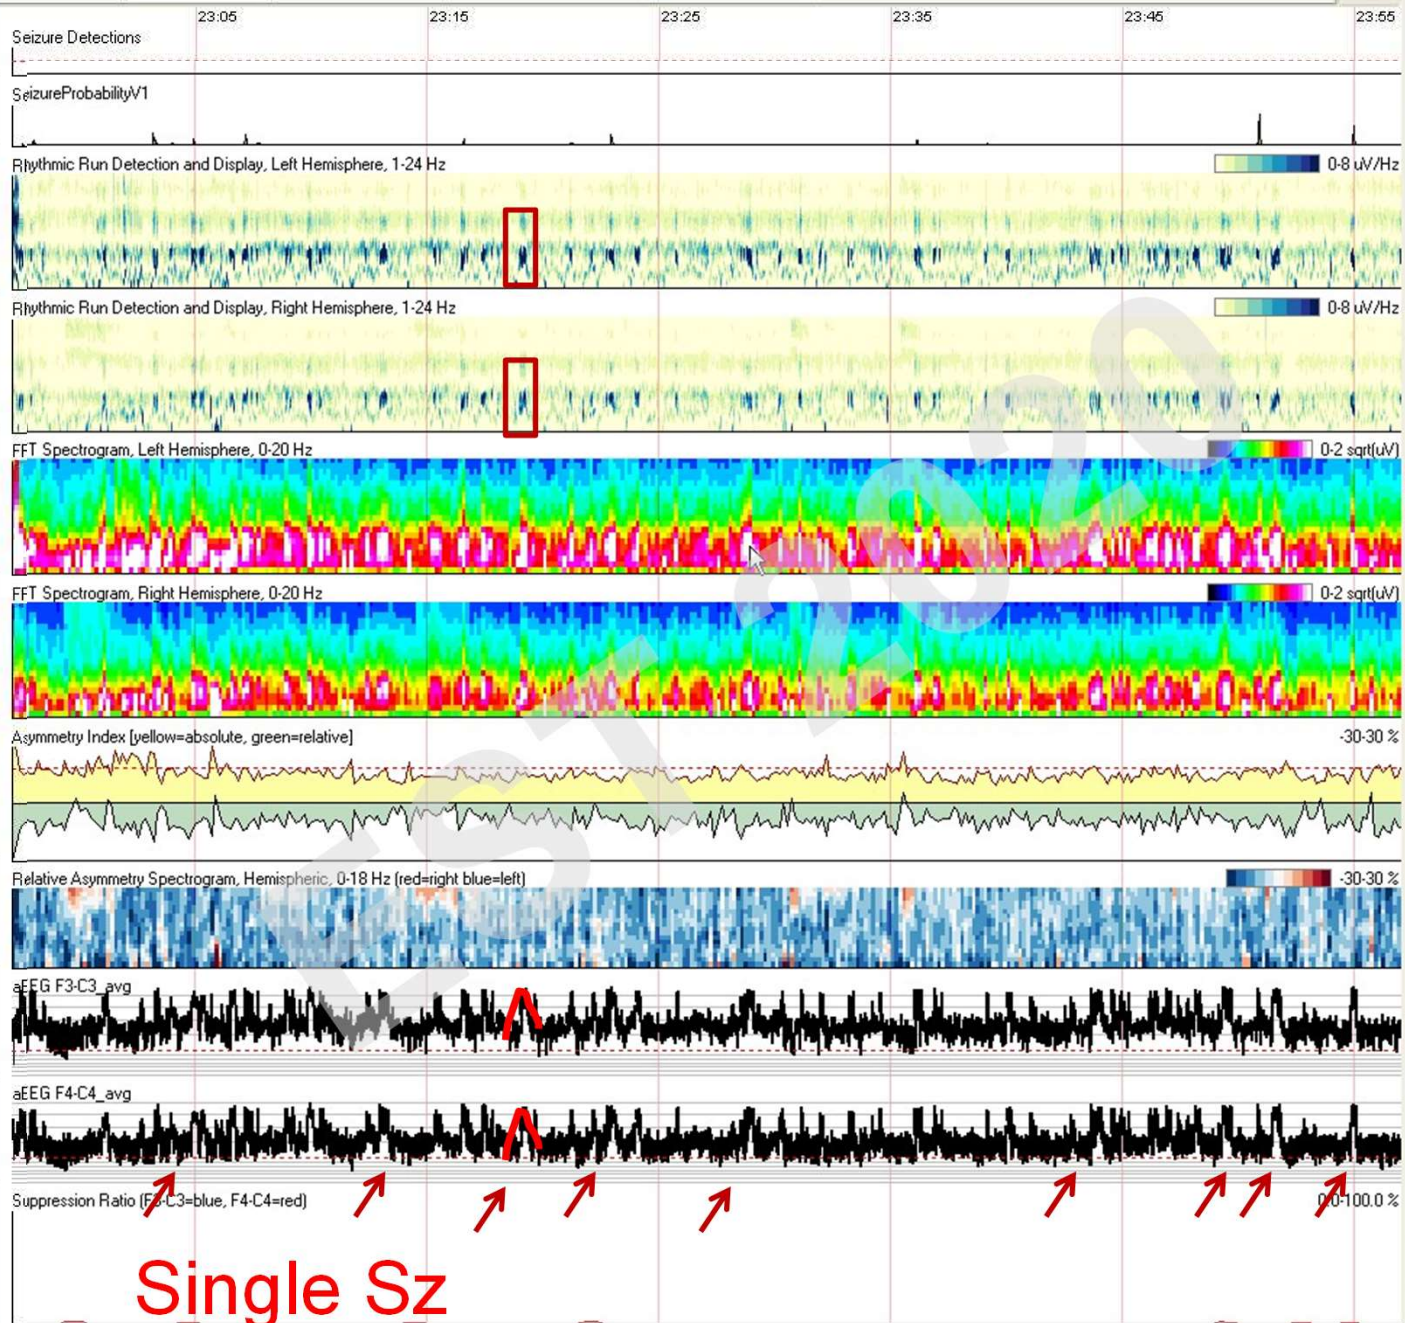 23:05 23:15 23:25 23:35 23:45 23:55
Seizure Detections
SeizureProbabilityV1
Rhythmic Run Detection and Display, Left Hemisphere, 1-24 Hz 0-8 uV/Hz
Rhythmic Run Detection and Display, Right Hemisphere, 1-24 Hz 0-8 uV/Hz
FFT Spectrogram, Left Hemisphere, 0-20 Hz 0-2 sqrt(uV)
FFT Spectrogram, Right Hemisphere, 0-20 Hz 0-2 sqrt(uV)
Asymmetry Index [yellow=absolute, green=relative] -30-30 %
Relative Asymmetry Spectrogram, Hemispheric, 0-18 Hz (red=right blue=left) -30-30 %
EST 2020
aEEG F3-C3_avg
aEEG F4-C4_avg
Suppression Ratio (F3-C3=blue, F4-C4=red) 0.0-100.0 %
Single Sz